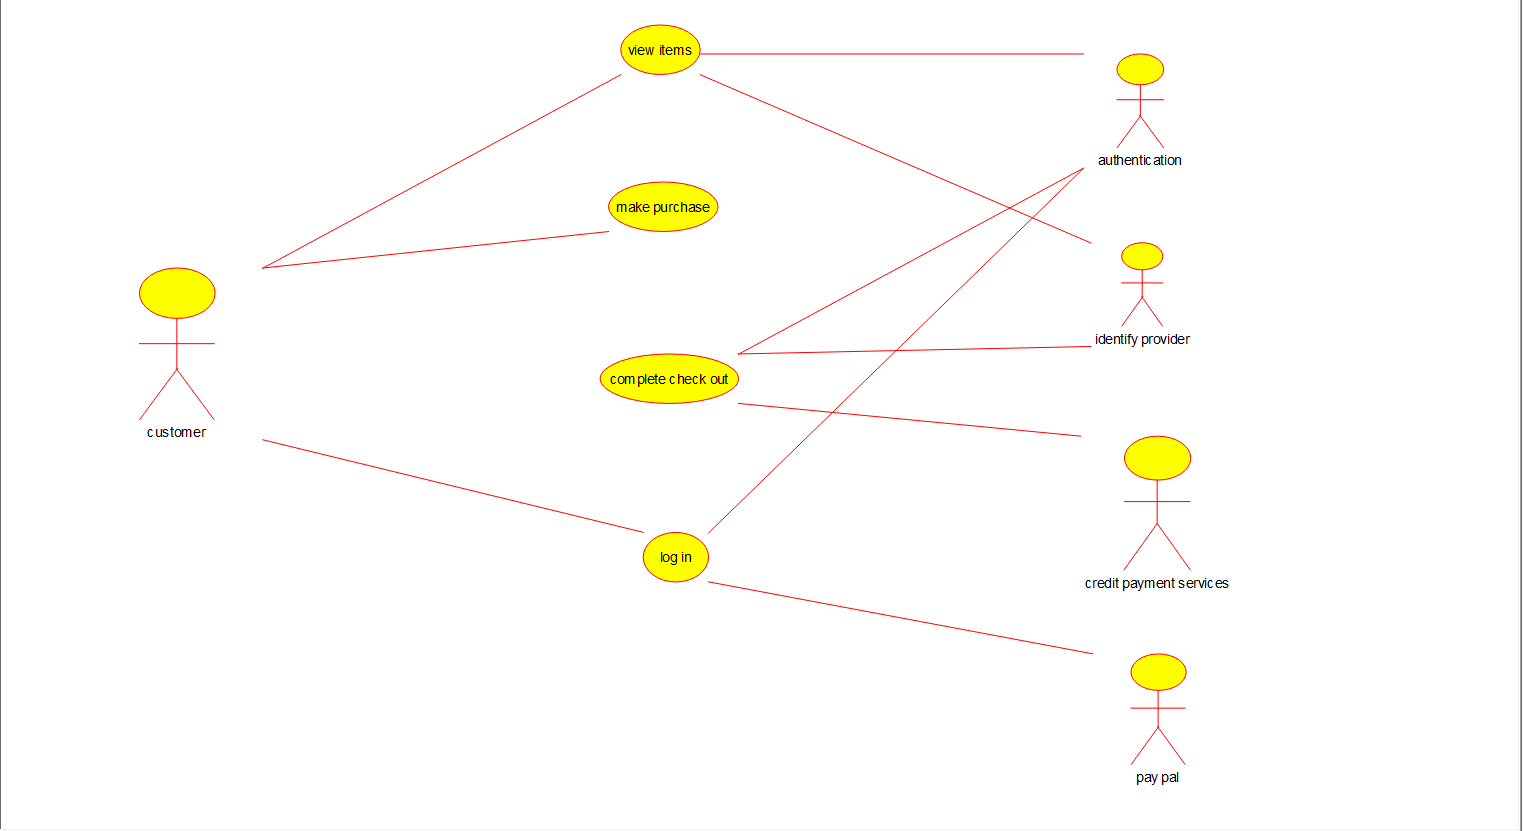 view items
authentication
make purchase
identify provider
complete check out
customer
log in
credit payment services
pay pal